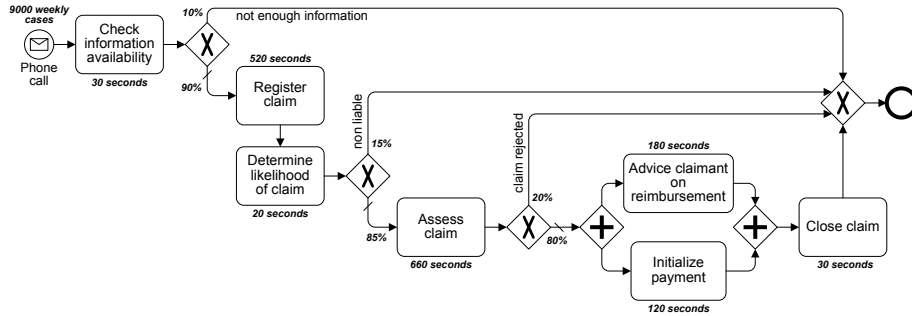 9000 weekly
cases
Phone
call
Check
information
availability
30 seconds
10%
not enough information
90%
520 seconds
Register
claim
Determine
likelihood
of claim
20 seconds
non liable
15%
85%
Assess
claim
660 seconds
claim rejected
20%
80%
180 seconds
Advice claimant
on
reimbursement
Initialize
payment
120 seconds
Close claim
30 seconds